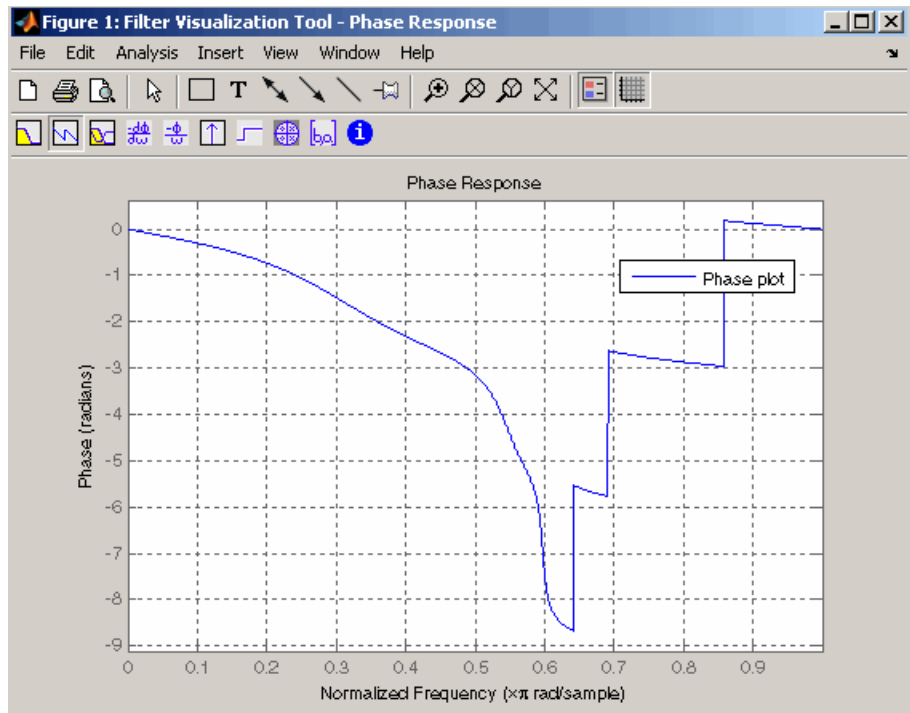 Figure 1: Filter Visualization Tool - Phase Response
File Edit Analysis Insert View Window Help
T
-dφ/dω -φ/ω [b,a] i
Phase Response
Phase plot
Phase (radians)
0
-1
-2
-3
-4
-5
-6
-7
-8
-9
0 0.1 0.2 0.3 0.4 0.5 0.6 0.7 0.8 0.9
Normalized Frequency (×π rad/sample)